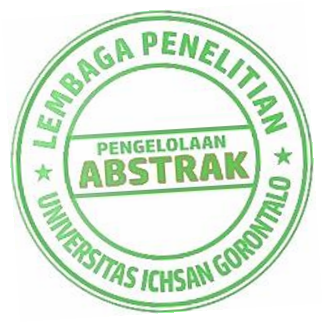 LEMBAGA PENELITIAN
PENGELOLAAN
ABSTRAK
UNIVERSITAS ICHSAN GORONTALO